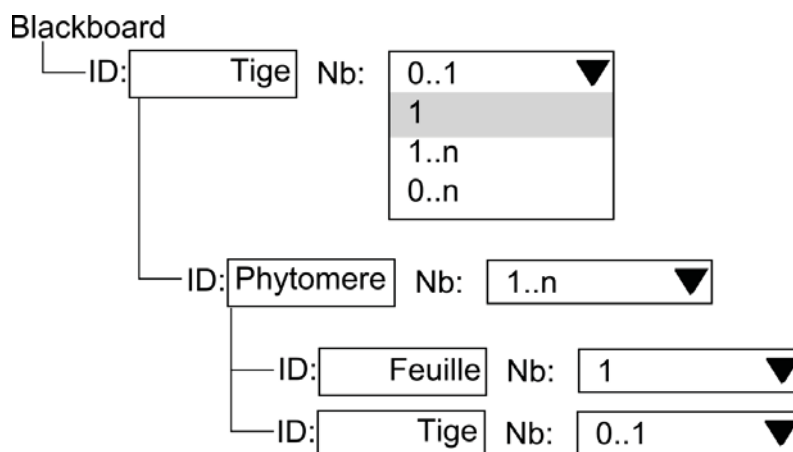 Blackboard
ID: Tige Nb: 0..1
1
1..n
0..n
ID: Phytomere Nb: 1..n
ID: Feuille Nb: 1
ID: Tige Nb: 0..1